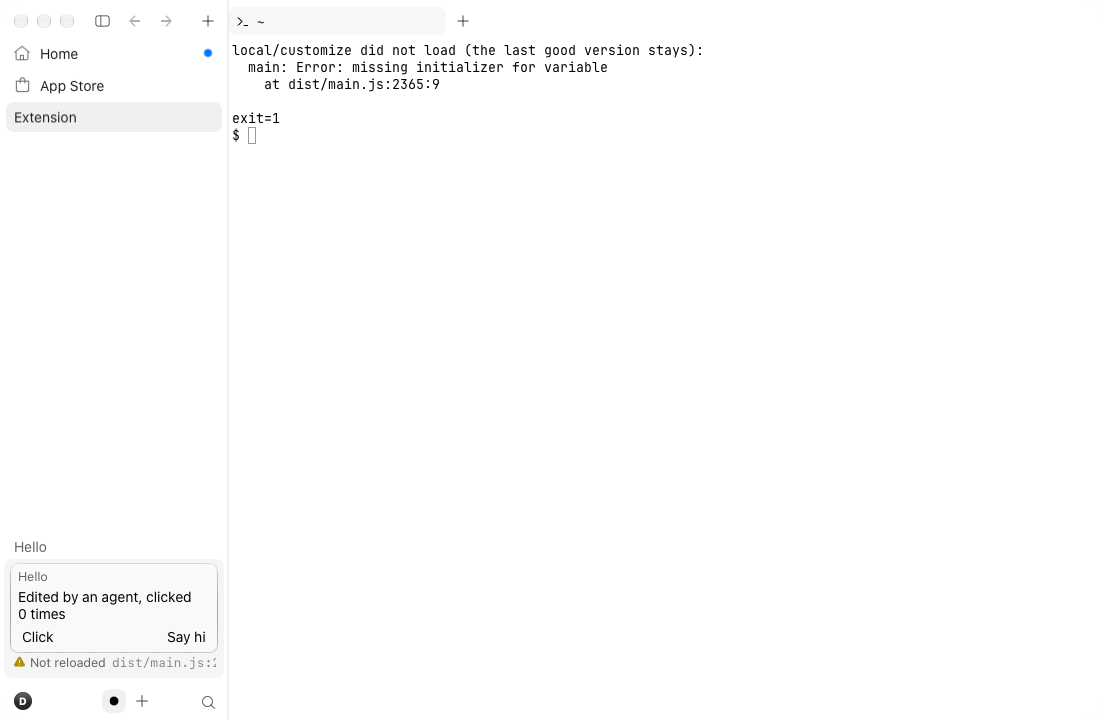 Home
App Store
Extension
Hello
Hello
Edited by an agent, clicked
0 times
Click Say hi
Not reloaded dist/main.js:2
D
>_ ~
local/customize did not load (the last good version stays):
main: Error: missing initializer for variable
at dist/main.js:2365:9
exit=1
$